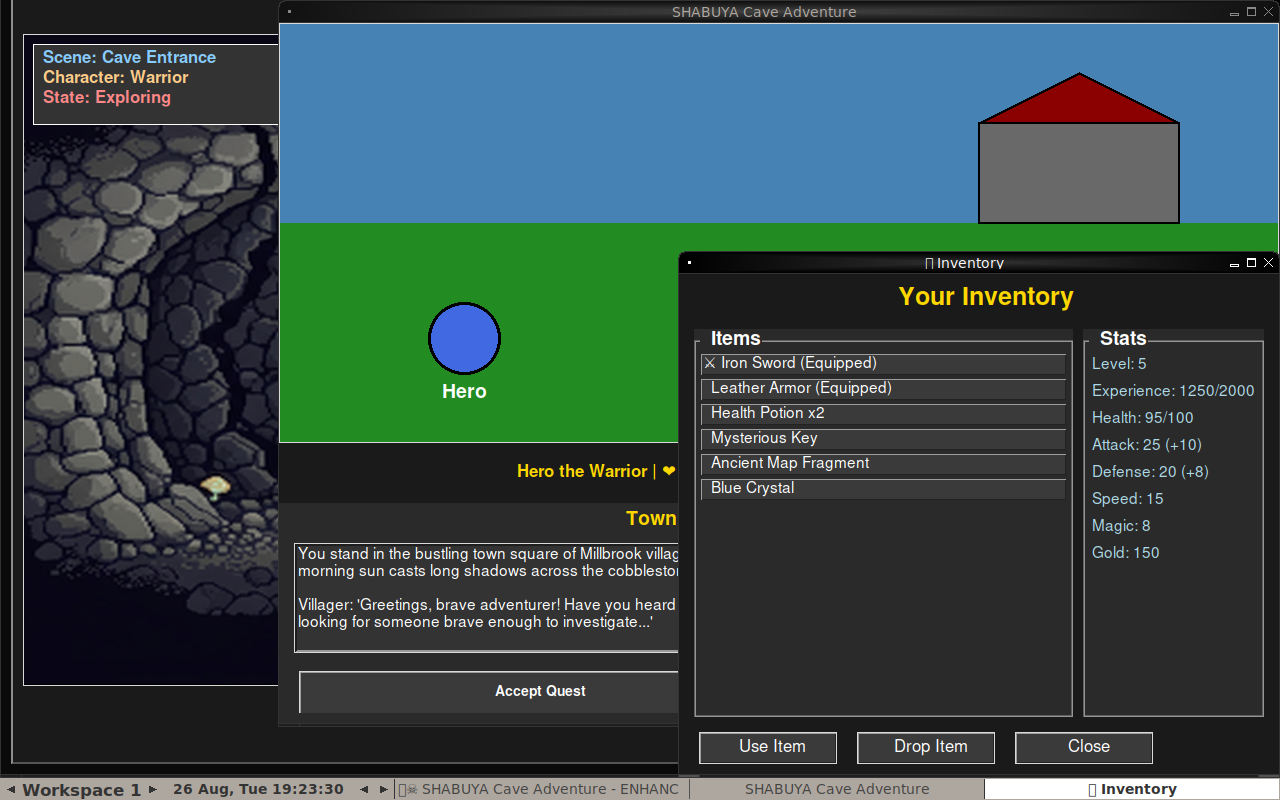 SHABUYA Cave Adventure
Scene: Cave Entrance
Character: Warrior
State: Exploring
Hero
Hero the Warrior | ❤
Town
You stand in the bustling town square of Millbrook villag
morning sun casts long shadows across the cobblestor
Villager: 'Greetings, brave adventurer! Have you heard
looking for someone brave enough to investigate...'
Accept Quest
Inventory
Your Inventory
Items
⚔ Iron Sword (Equipped)
Leather Armor (Equipped)
Health Potion x2
Mysterious Key
Ancient Map Fragment
Blue Crystal
Stats
Level: 5
Experience: 1250/2000
Health: 95/100
Attack: 25 (+10)
Defense: 20 (+8)
Speed: 15
Magic: 8
Gold: 150
Use Item
Drop Item
Close
Workspace 1
26 Aug, Tue 19:23:30
☠ SHABUYA Cave Adventure - ENHANC
SHABUYA Cave Adventure
Inventory